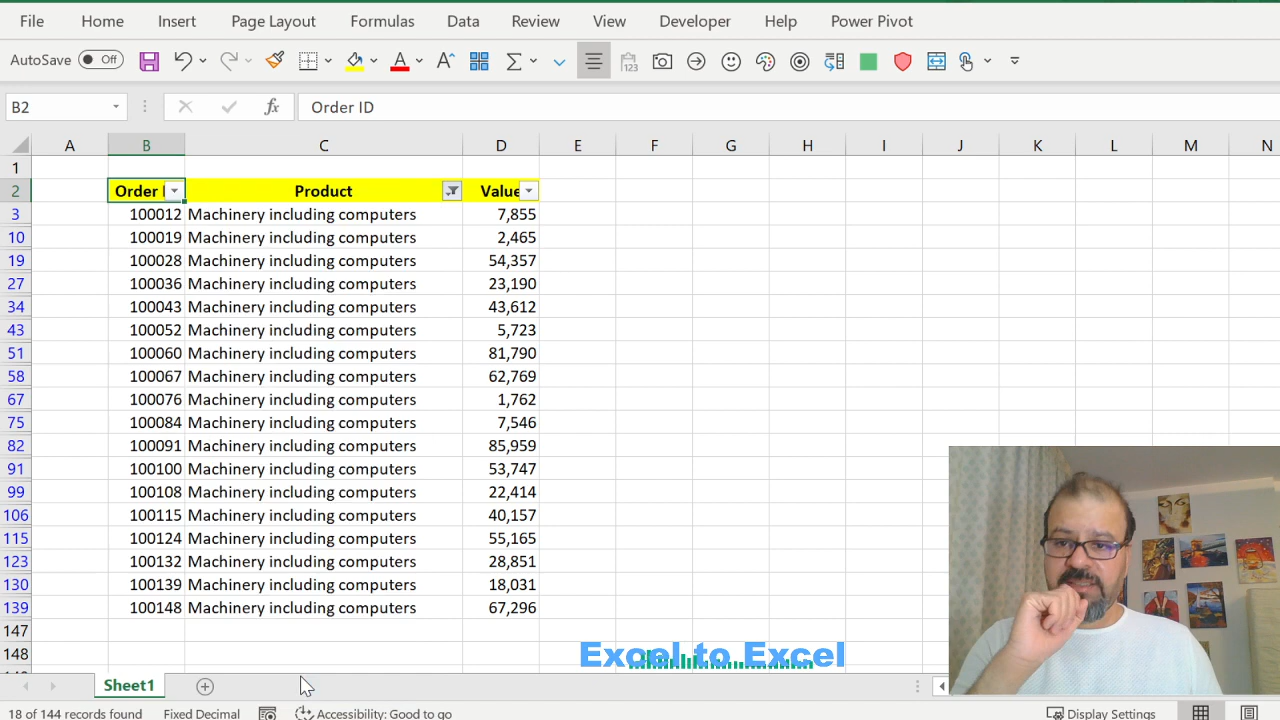 File Home Insert Page Layout Formulas Data Review View Developer Help Power Pivot
AutoSave Off
B2 fx Order ID
A B C D E F G H I J K L M N
1
2 Order Product Value
3 100012 Machinery including computers 7,855
10 100019 Machinery including computers 2,465
19 100028 Machinery including computers 54,357
27 100036 Machinery including computers 23,190
34 100043 Machinery including computers 43,612
43 100052 Machinery including computers 5,723
51 100060 Machinery including computers 81,790
58 100067 Machinery including computers 62,769
67 100076 Machinery including computers 1,762
75 100084 Machinery including computers 7,546
82 100091 Machinery including computers 85,959
91 100100 Machinery including computers 53,747
99 100108 Machinery including computers 22,414
106 100115 Machinery including computers 40,157
115 100124 Machinery including computers 55,165
123 100132 Machinery including computers 28,851
130 100139 Machinery including computers 18,031
139 100148 Machinery including computers 67,296
147
148
Excel to Excel
Sheet1
18 of 144 records found Fixed Decimal Accessibility: Good to go Display Settings